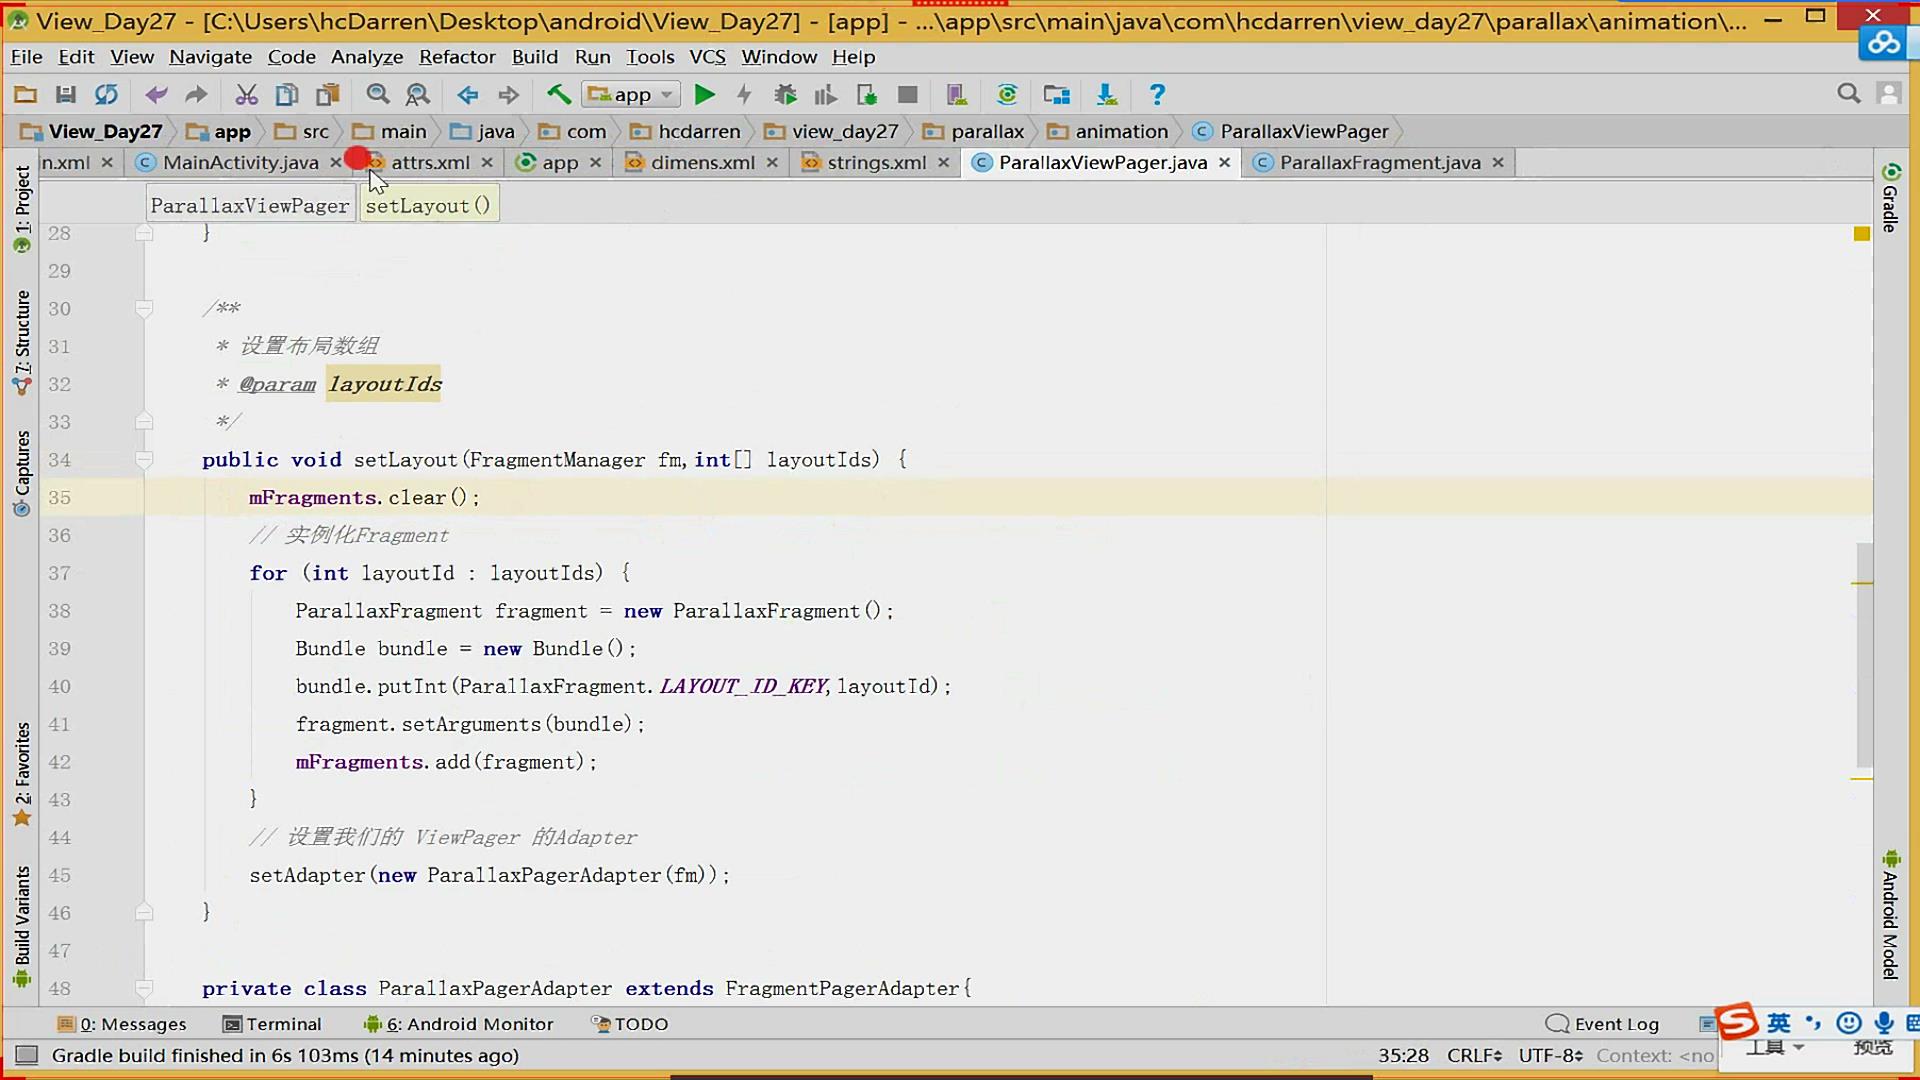 View_Day27 - [C:\Users\hcDarren\Desktop\android\View_Day27] - [app] - ...\app\src\main\java\com\hcdarren\view_day27\parallax\animation\...
File Edit View Navigate Code Analyze Refactor Build Run Tools VCS Window Help
app
View_Day27 app src main java com hcdarren view_day27 parallax animation ParallaxViewPager
n.xml MainActivity.java attrs.xml app dimens.xml strings.xml ParallaxViewPager.java ParallaxFragment.java
ParallaxViewPager setLayout()
1: Project
7: Structure
Captures
2: Favorites
Build Variants
Gradle
Android Model
28 }
29
30 /**
31 * 设置布局数组
32 * @param layoutIds
33 */
34 public void setLayout(FragmentManager fm,int[] layoutIds) {
35 mFragments.clear();
36 // 实例化Fragment
37 for (int layoutId : layoutIds) {
38 ParallaxFragment fragment = new ParallaxFragment();
39 Bundle bundle = new Bundle();
40 bundle.putInt(ParallaxFragment.LAYOUT_ID_KEY,layoutId);
41 fragment.setArguments(bundle);
42 mFragments.add(fragment);
43 }
44 // 设置我们的 ViewPager 的Adapter
45 setAdapter(new ParallaxPagerAdapter(fm));
46 }
47
48 private class ParallaxPagerAdapter extends FragmentPagerAdapter{
0: Messages Terminal 6: Android Monitor TODO Event Log
英
Gradle build finished in 6s 103ms (14 minutes ago) 35:28 CRLF UTF-8 Context: <no
工具 预览